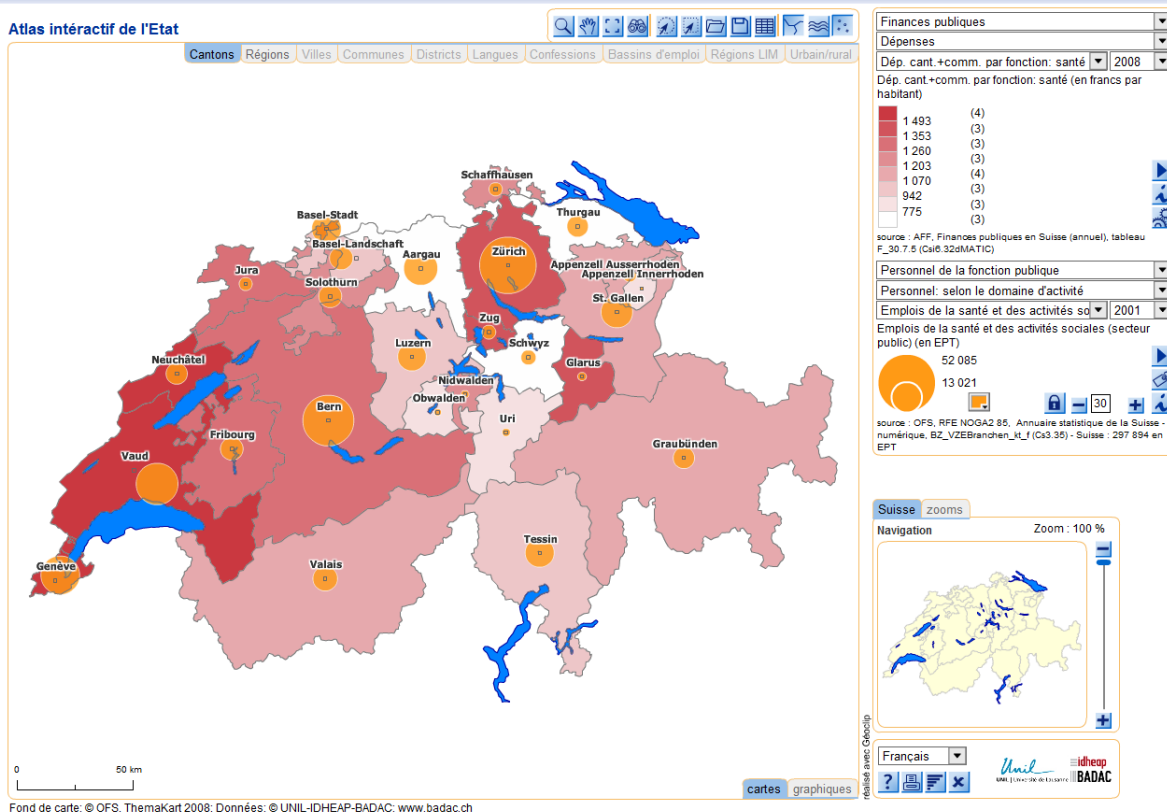 Atlas intéractif de l'Etat
Cantons Régions Villes Communes Districts Langues Confessions Bassins d'emploi Régions LIM Urbain/rural
Schaffhausen
Basel-Stadt
Thurgau
Basel-Landschaft
Aargau
Zürich
Appenzell Ausserrhoden
Appenzell Innerrhoden
Jura
Solothurn
St. Gallen
Zug
Luzern
Schwyz
Neuchâtel
Glarus
Nidwalden
Obwalden
Bern
Uri
Fribourg
Graubünden
Vaud
Tessin
Genève
Valais
0 50 km
cartes graphiques
Fond de carte: © OFS, ThemaKart 2008; Données: © UNIL-IDHEAP-BADAC; www.badac.ch
réalisé avec Géoclip
Finances publiques
Dépenses
Dép. cant.+comm. par fonction: santé 2008
Dép. cant.+comm. par fonction: santé (en francs par
habitant)
(4)
1 493
(3)
1 353
(3)
1 260
(3)
1 203
(4)
1 070
(3)
942
(3)
775
(3)
source : AFF, Finances publiques en Suisse (annuel), tableau
F_30.7.5 (Csi6.32dMATIC)
Personnel de la fonction publique
Personnel: selon le domaine d'activité
Emplois de la santé et des activités so 2001
Emplois de la santé et des activités sociales (secteur
public) (en EPT)
52 085
13 021
30
source : OFS, RFE NOGA2 85, Annuaire statistique de la Suisse -
numérique, BZ_VZEBranchen_kt_f (Cs3.35) - Suisse : 297 894 en
EPT
Suisse zooms
Navigation Zoom : 100 %
Français
Unil
UNIL | Université de Lausanne
idheap
BADAC